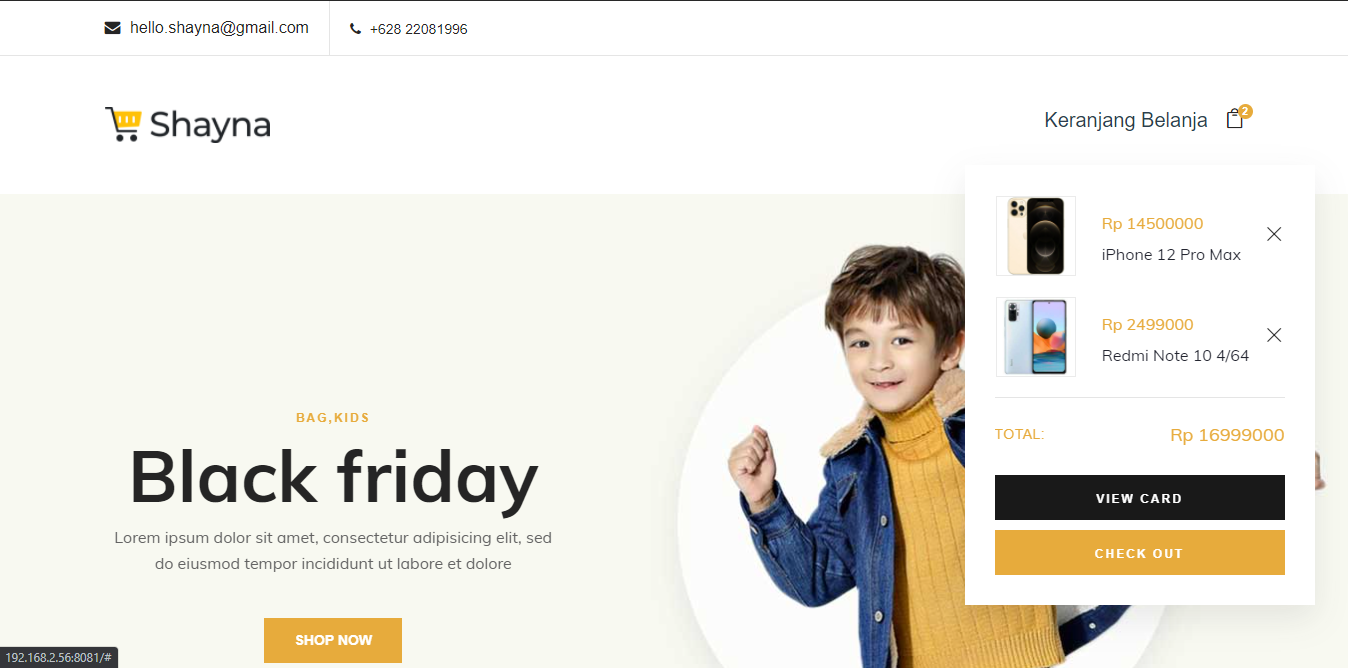 hello.shayna@gmail.com
+628 22081996
Shayna
Keranjang Belanja
2
Rp 14500000
iPhone 12 Pro Max
Rp 2499000
Redmi Note 10 4/64
TOTAL:
Rp 16999000
VIEW CARD
CHECK OUT
BAG,KIDS
Black friday
Lorem ipsum dolor sit amet, consectetur adipisicing elit, sed
do eiusmod tempor incididunt ut labore et dolore
SHOP NOW
192.168.2.56:8081/#